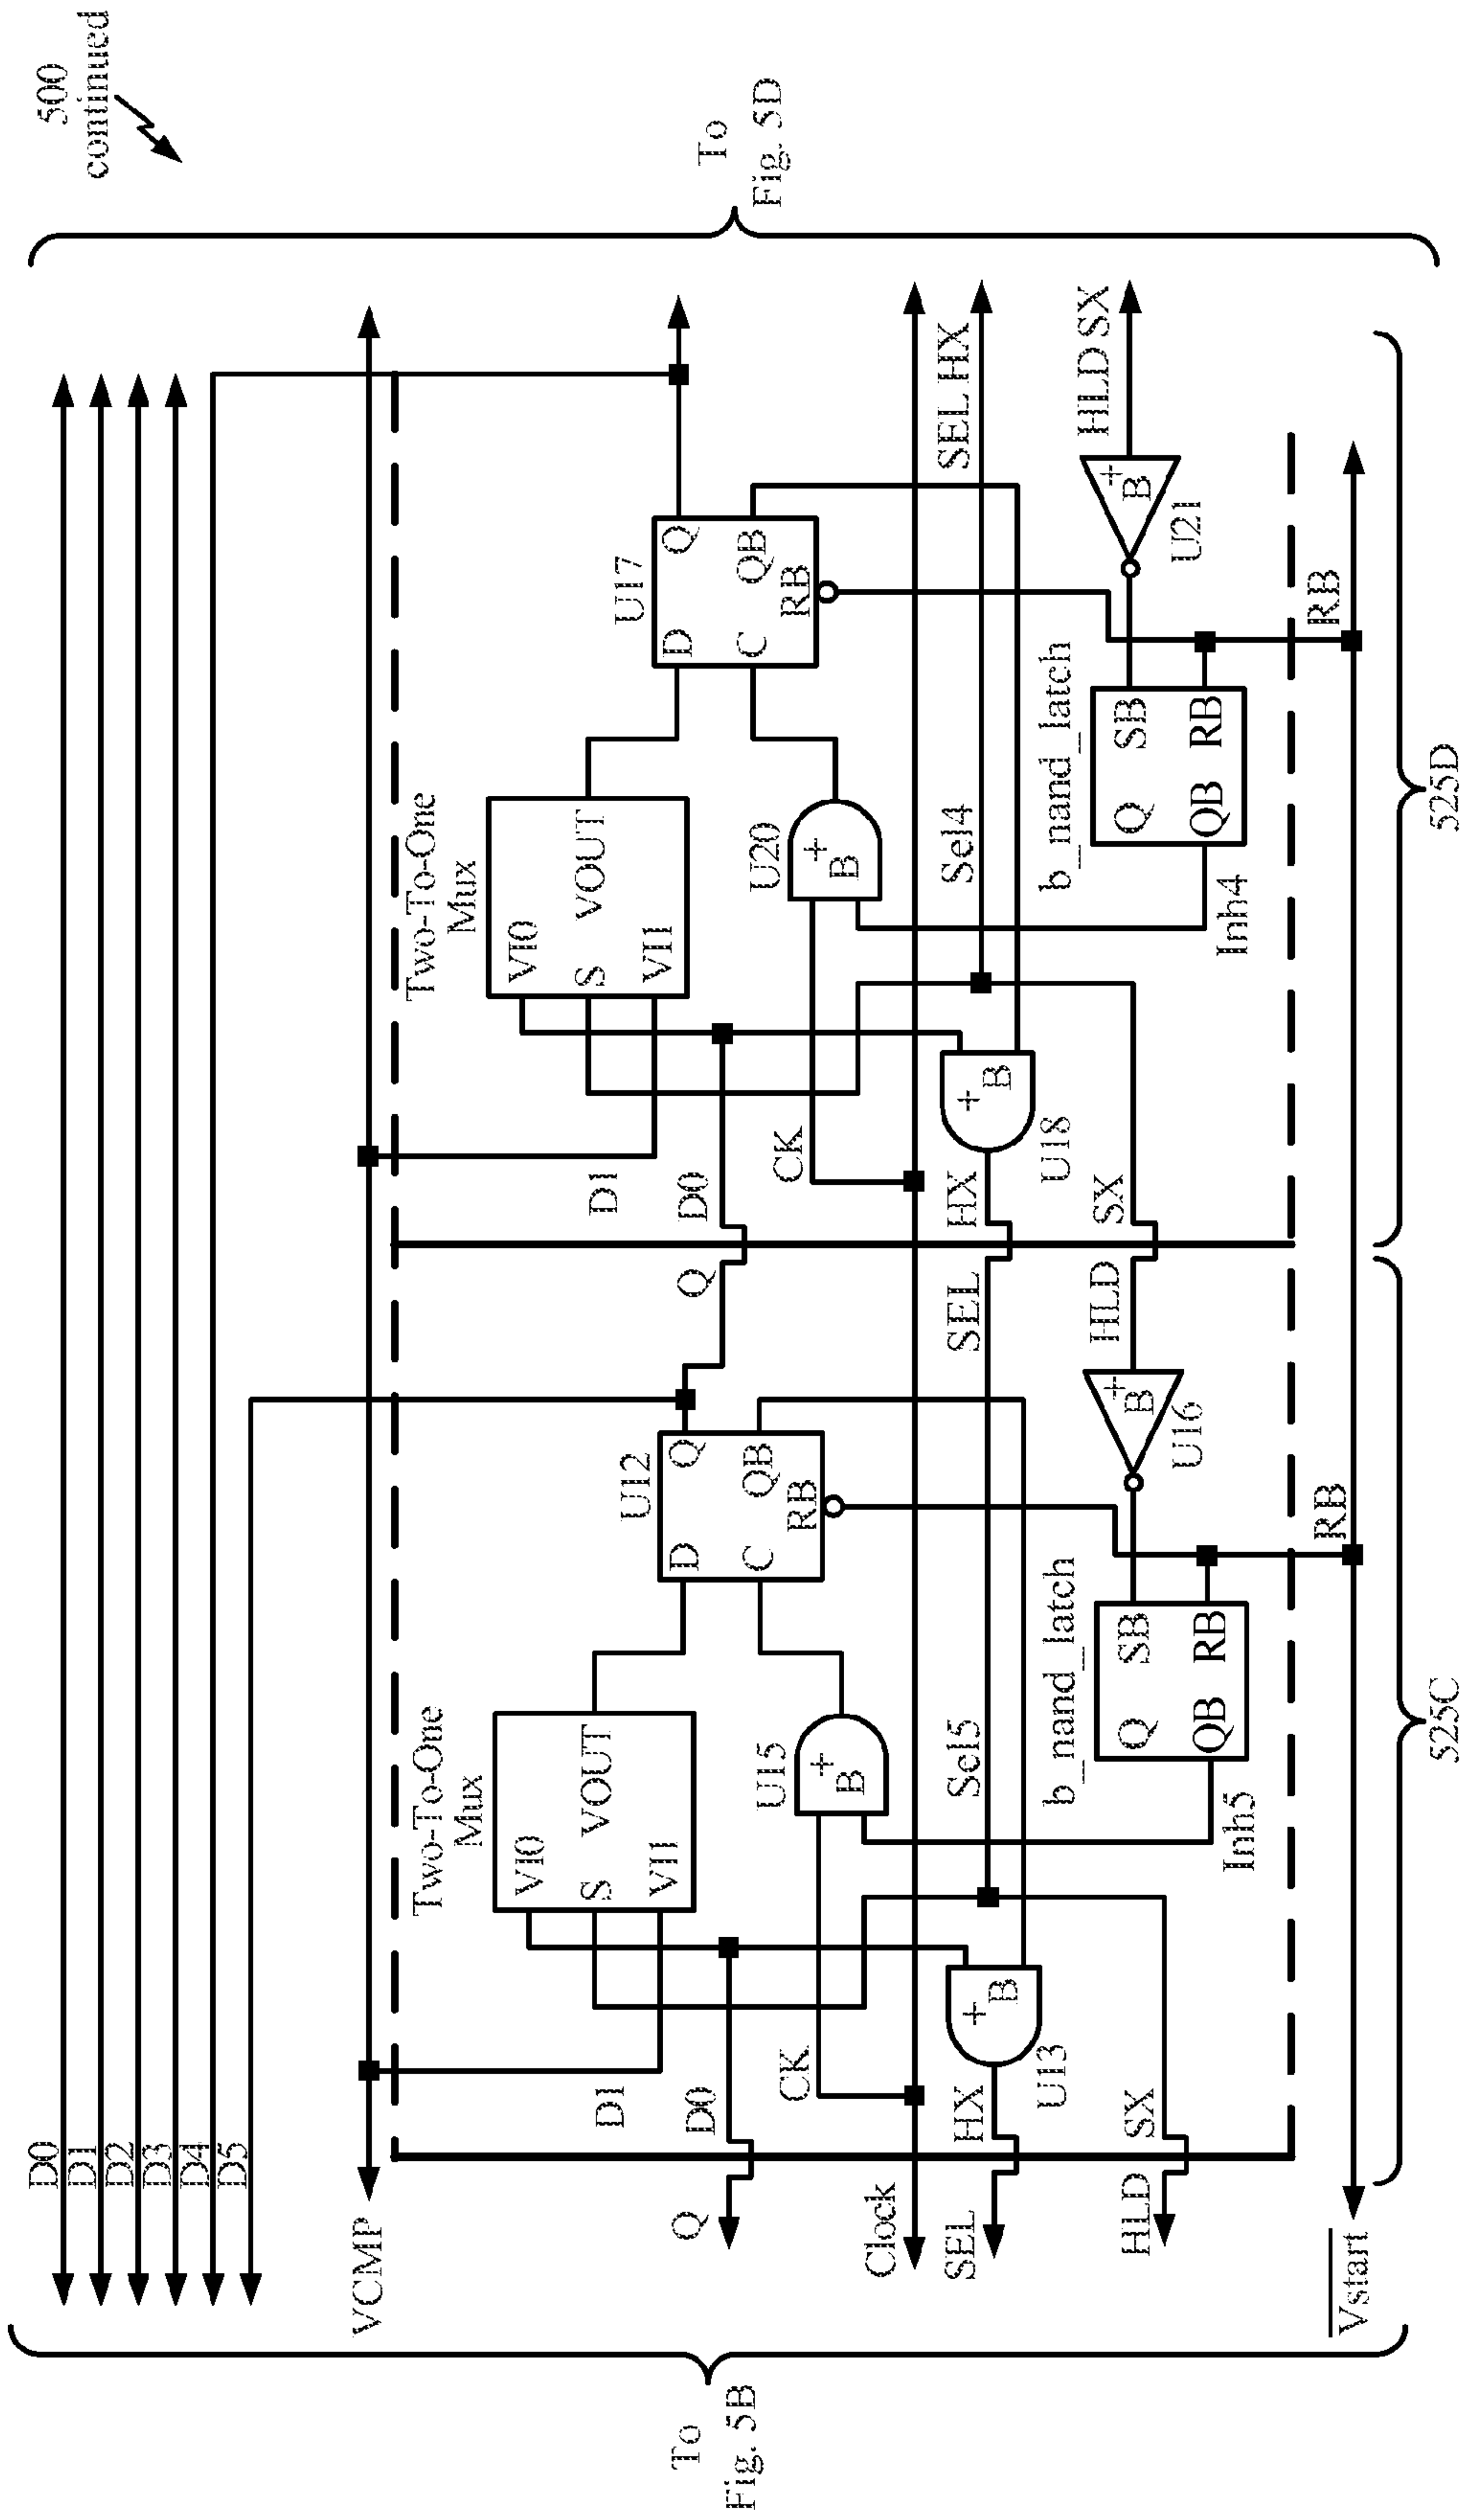 500
continued
To
Fig. 5B
To
Fig. 5D
D0
D1
D2
D3
D4
D5
VCMP
Two-To-One
Mux
VI0
S
VOUT
VI1
D1
D0
Q
U12
D
Q
C
QB
RB
CK
U15
B
+
Clock
HX
SEL
U13
B
+
Sel5
SX
HLD
b_nand_latch
Q
SB
QB
RB
Inh5
U16
+
B
RB
Vstart
525C
Two-To-One
Mux
VI0
S
VOUT
VI1
D1
D0
Q
U17
D
Q
C
QB
RB
CK
U20
B
+
HX
SEL
U18
B
+
Sel4
SEL HX
SX
HLD
b_nand_latch
Q
SB
QB
RB
Inh4
U21
+
B
HLD SX
RB
525D